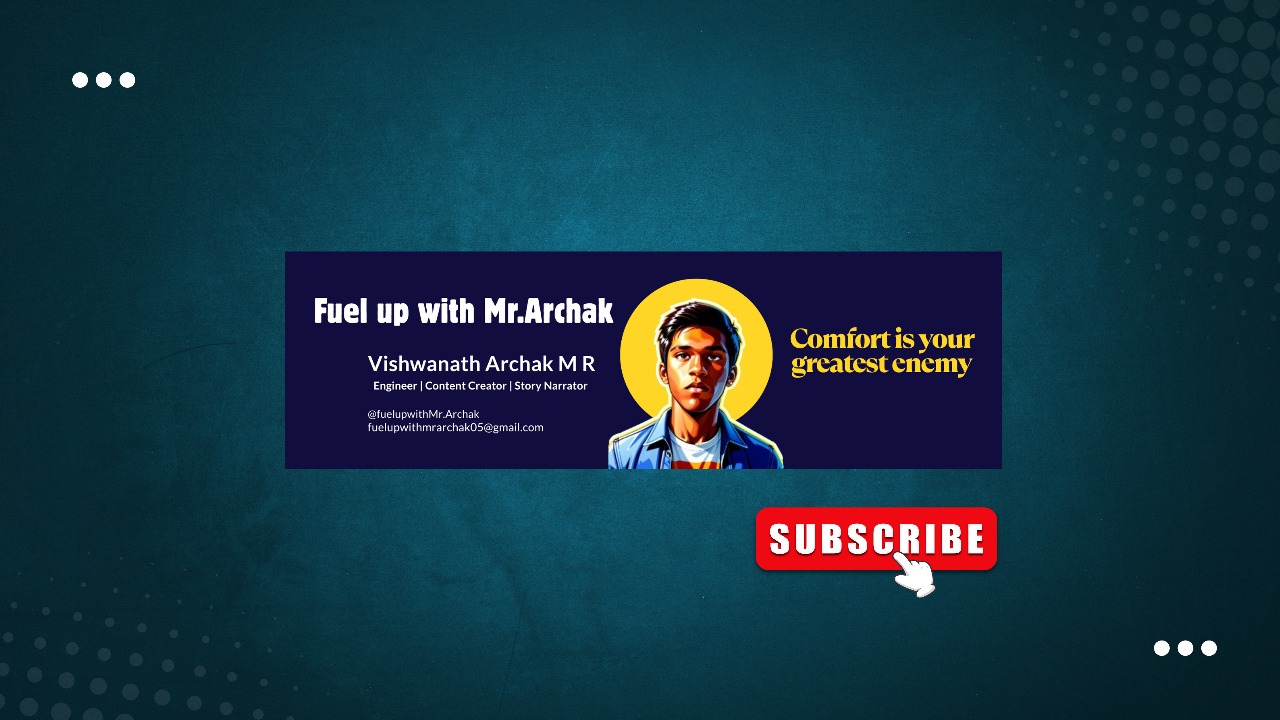 Fuel up with Mr.Archak
Vishwanath Archak M R
Engineer | Content Creator | Story Narrator
@fuelupwithMr.Archak
fuelupwithmrarchak05@gmail.com
Comfort is your
greatest enemy
SUBSCRIBE